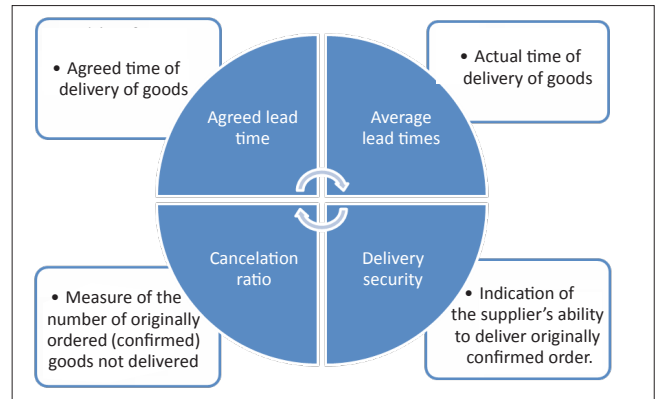 • Agreed time of
delivery of goods
• Actual time of
delivery of goods
Agreed lead
time
Average
lead times
Cancelation
ratio
Delivery
security
• Measure of the
number of originally
ordered (confirmed)
goods not delivered
• Indication of
the supplier's ability
to deliver originally
confirmed order.